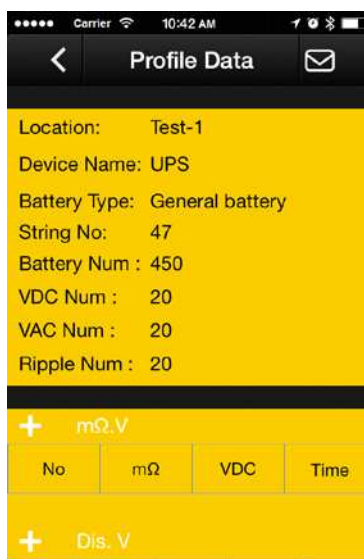 Carrier 10:42 AM
Profile Data
Location: Test-1
Device Name: UPS
Battery Type: General battery
String No: 47
Battery Num : 450
VDC Num : 20
VAC Num : 20
Ripple Num : 20
+ mΩ.V
No mΩ VDC Time
+ Dis. V